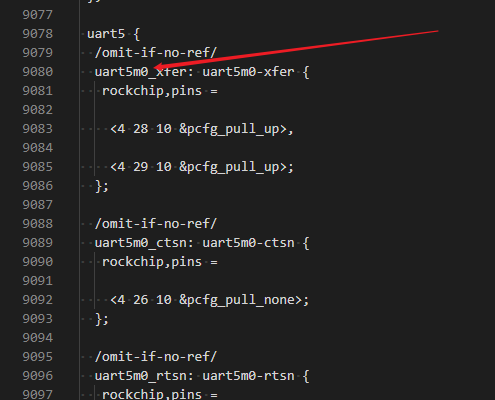 9077
9078 uart5 {
9079 /omit-if-no-ref/
9080 uart5m0_xfer: uart5m0-xfer {
9081 rockchip,pins =
9082
9083 <4 28 10 &pcfg_pull_up>,
9084
9085 <4 29 10 &pcfg_pull_up>;
9086 };
9087
9088 /omit-if-no-ref/
9089 uart5m0_ctsn: uart5m0-ctsn {
9090 rockchip,pins =
9091
9092 <4 26 10 &pcfg_pull_none>;
9093 };
9094
9095 /omit-if-no-ref/
9096 uart5m0_rtsn: uart5m0-rtsn {
9097 rockchip,pins =